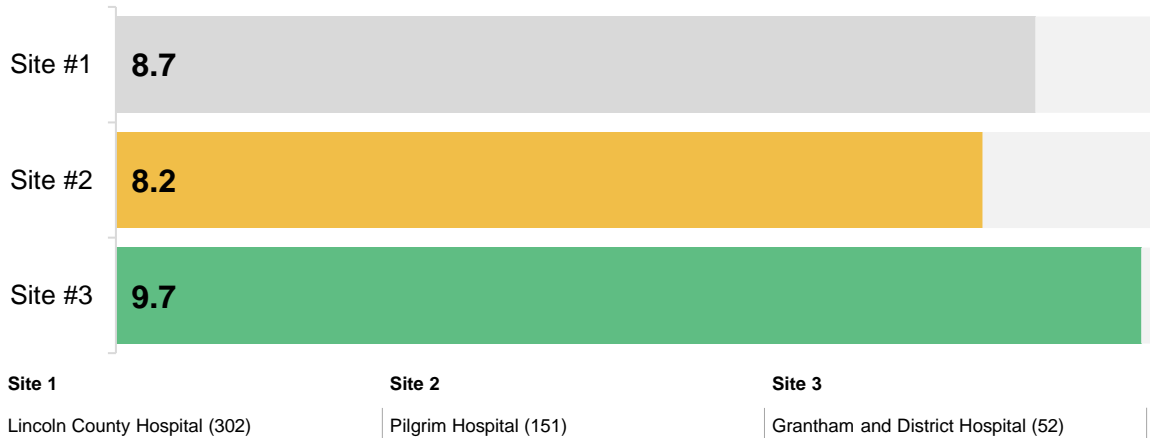 Site #1 8.7
Site #2 8.2
Site #3 9.7
Site 1 Site 2 Site 3
Lincoln County Hospital (302) Pilgrim Hospital (151) Grantham and District Hospital (52)